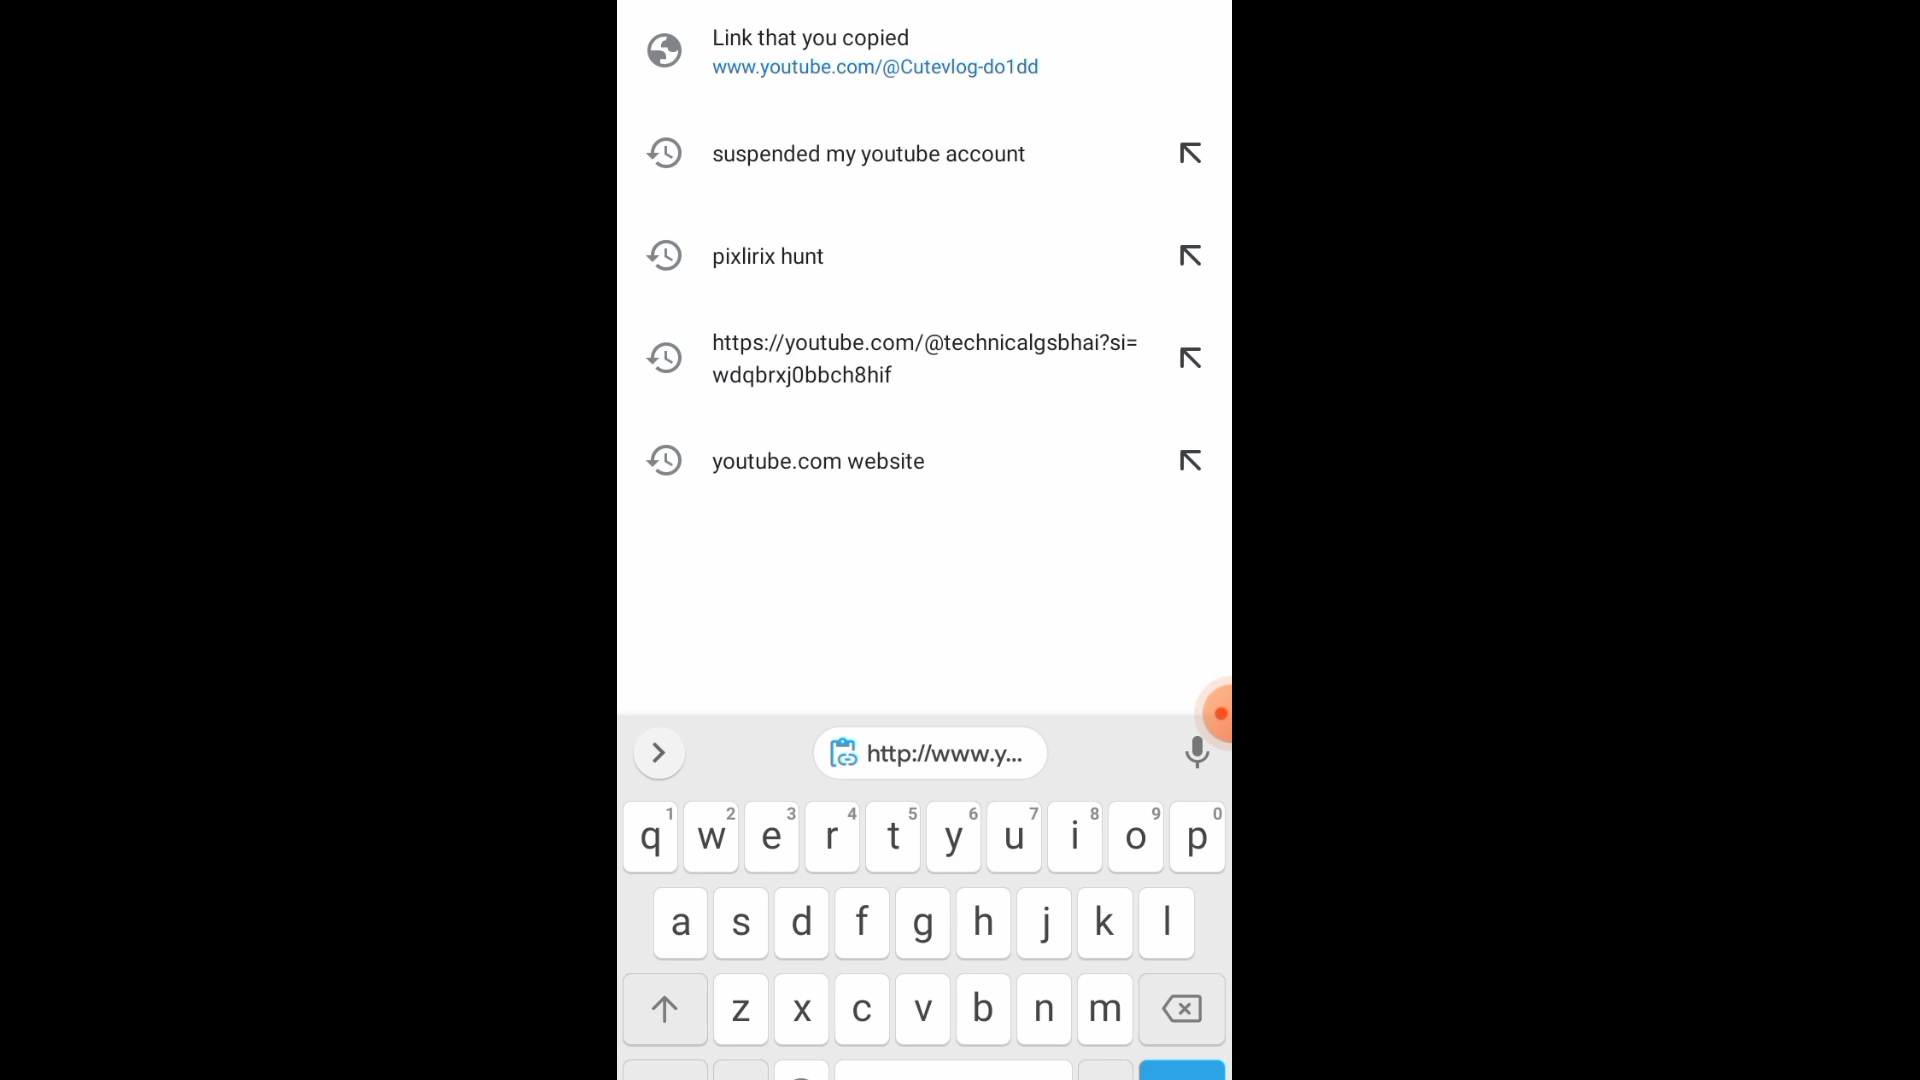 Link that you copied
www.youtube.com/@Cutevlog-do1dd
suspended my youtube account
pixlirix hunt
https://youtube.com/@technicalgsbhai?si=
wdqbrxj0bbch8hif
youtube.com website
http://www.y...
1 2 3 4 5 6 7 8 9 0
q w e r t y u i o p
a s d f g h j k l
z x c v b n m